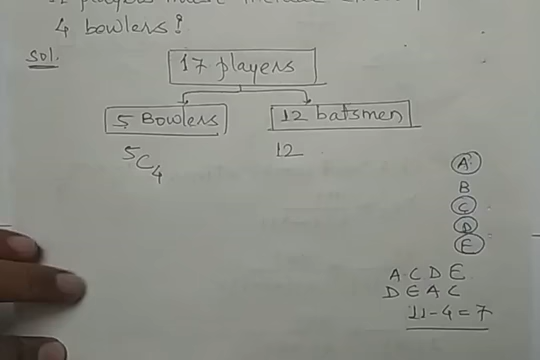 4 bowlers?
Sol.
17 players
5 Bowlers 12 batsmen
⁵C₄ 12
A
B
C
D
E
A C D E
D E A C
11-4=7